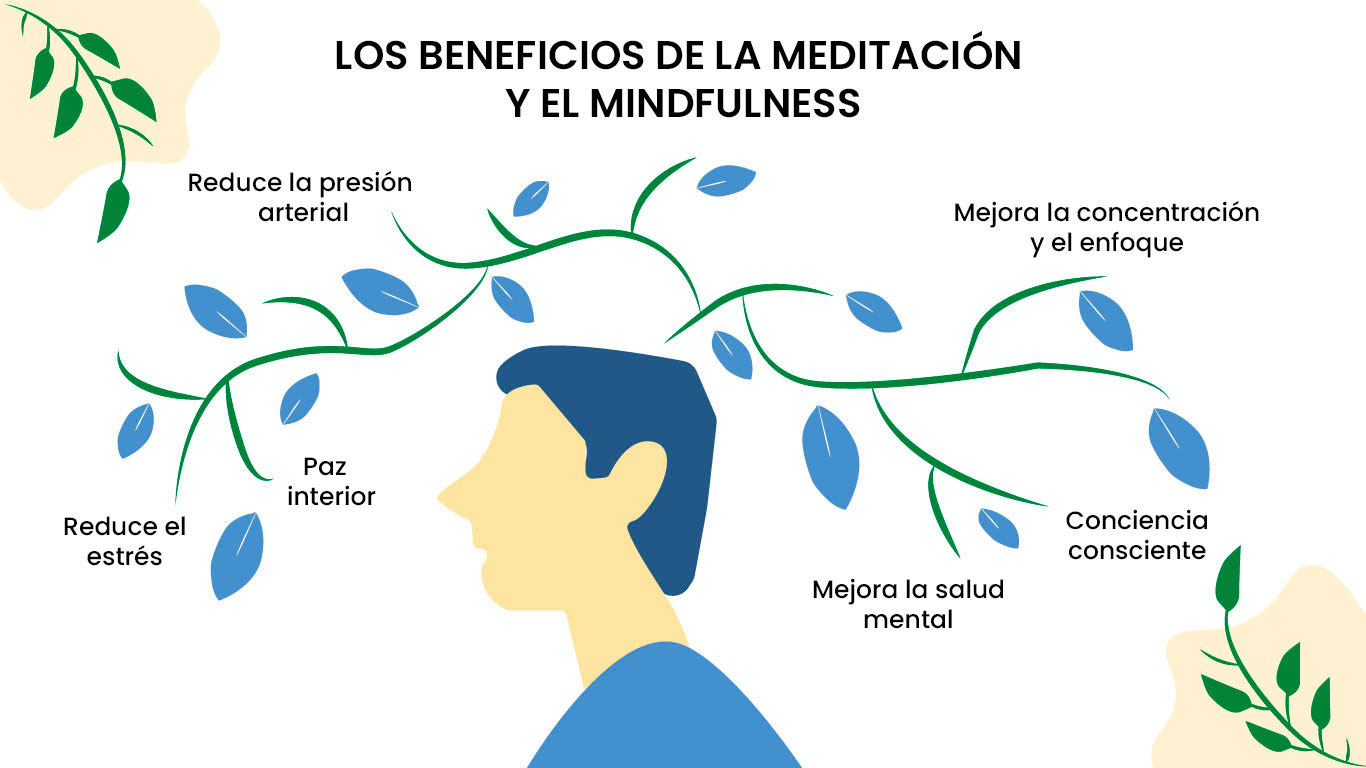 LOS BENEFICIOS DE LA MEDITACIÓN
Y EL MINDFULNESS
Reduce la presión
arterial
Mejora la concentración
y el enfoque
Paz
interior
Reduce el
estrés
Conciencia
consciente
Mejora la salud
mental